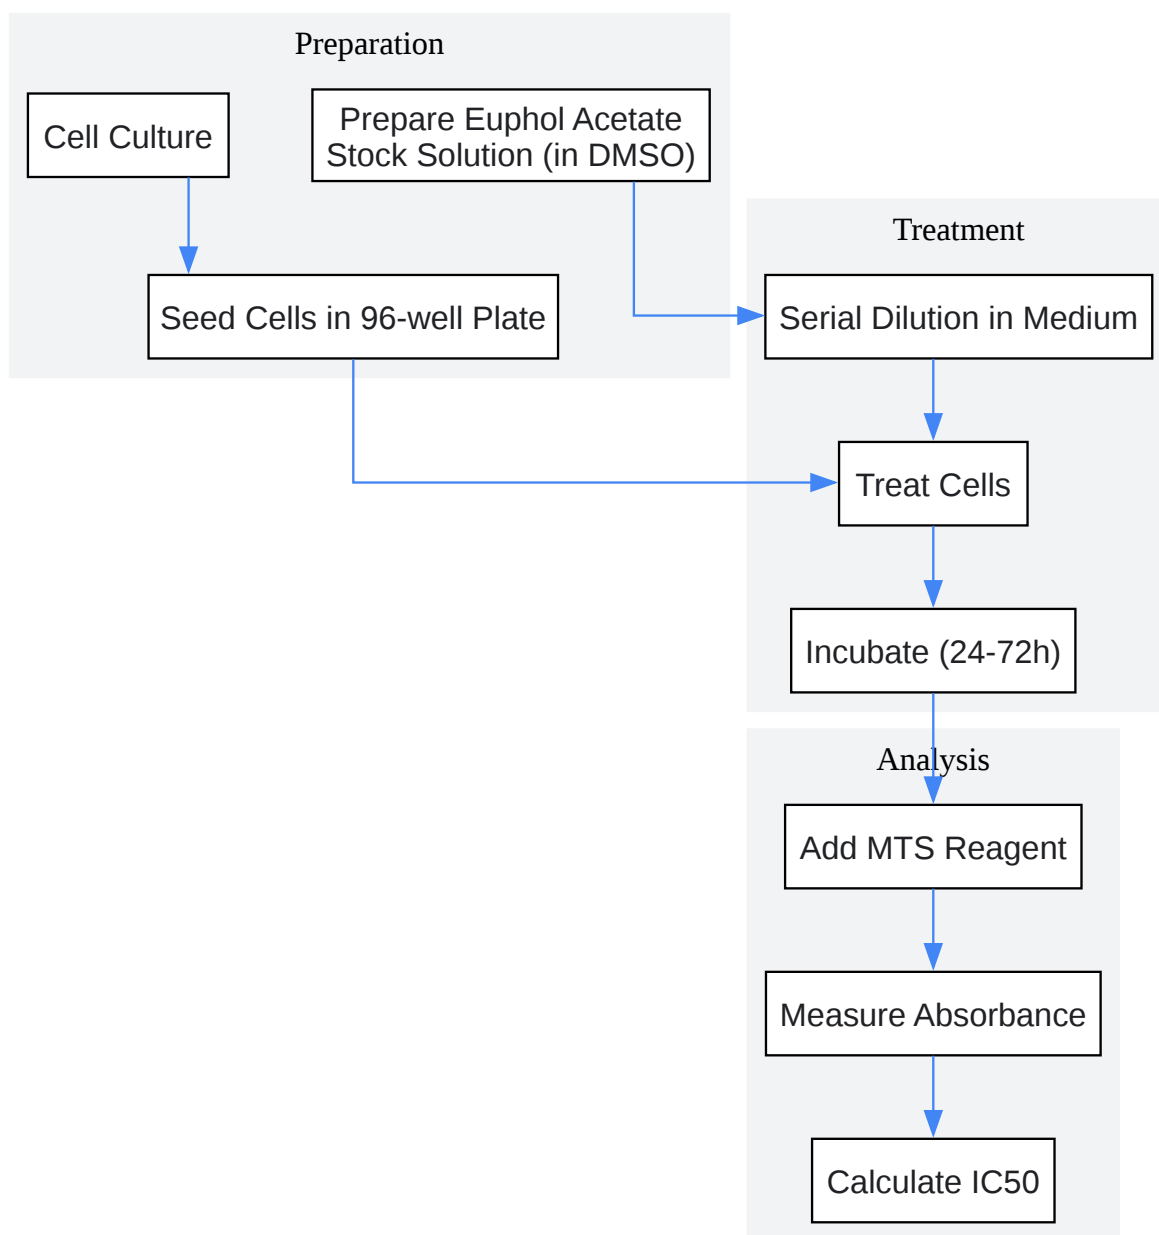 Preparation
Cell Culture
Prepare Euphol Acetate
Stock Solution (in DMSO)
Seed Cells in 96-well Plate
Treatment
Serial Dilution in Medium
Treat Cells
Incubate (24-72h)
Analysis
Add MTS Reagent
Measure Absorbance
Calculate IC50